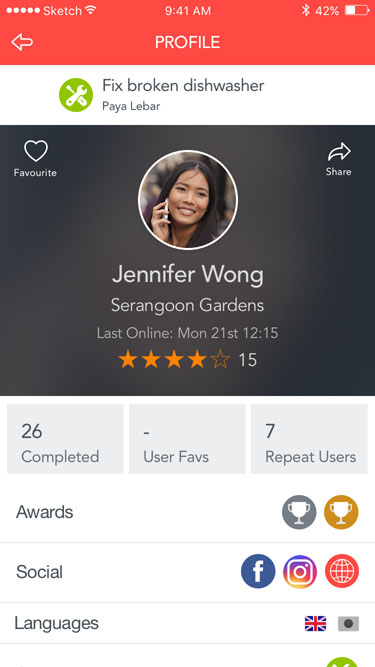 Sketch 9:41 AM 42%
PROFILE
Fix broken dishwasher
Paya Lebar
Favourite
Share
Jennifer Wong
Serangoon Gardens
Last Online: Mon 21st 12:15
15
26 - 7
Completed User Favs Repeat Users
Awards
Social
f
Languages